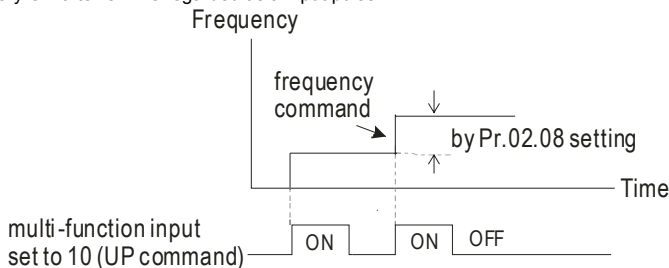 Frequency
frequency
command
by Pr.02.08 setting
Time
multi-function input
set to 10 (UP command)
ON
ON
OFF